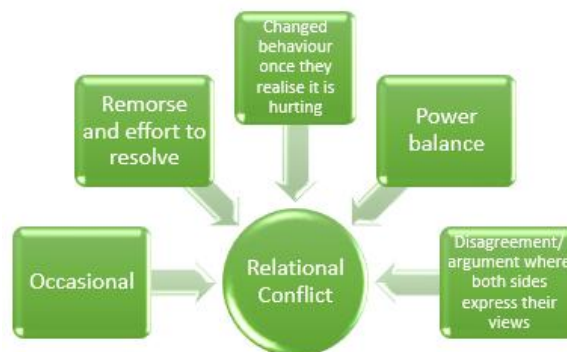 Changed
behaviour
once they
realise it is
hurting
Remorse
and effort to
resolve
Power
balance
Occasional
Relational
Conflict
Disagreement/
argument where
both sides
express their
views